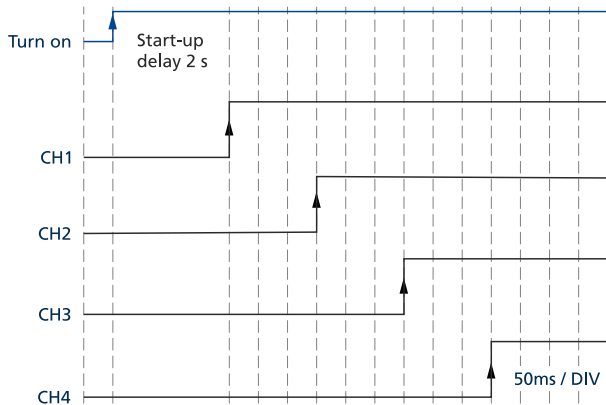 Turn on
Start-up
delay 2 s
CH1
CH2
CH3
CH4
50ms / DIV